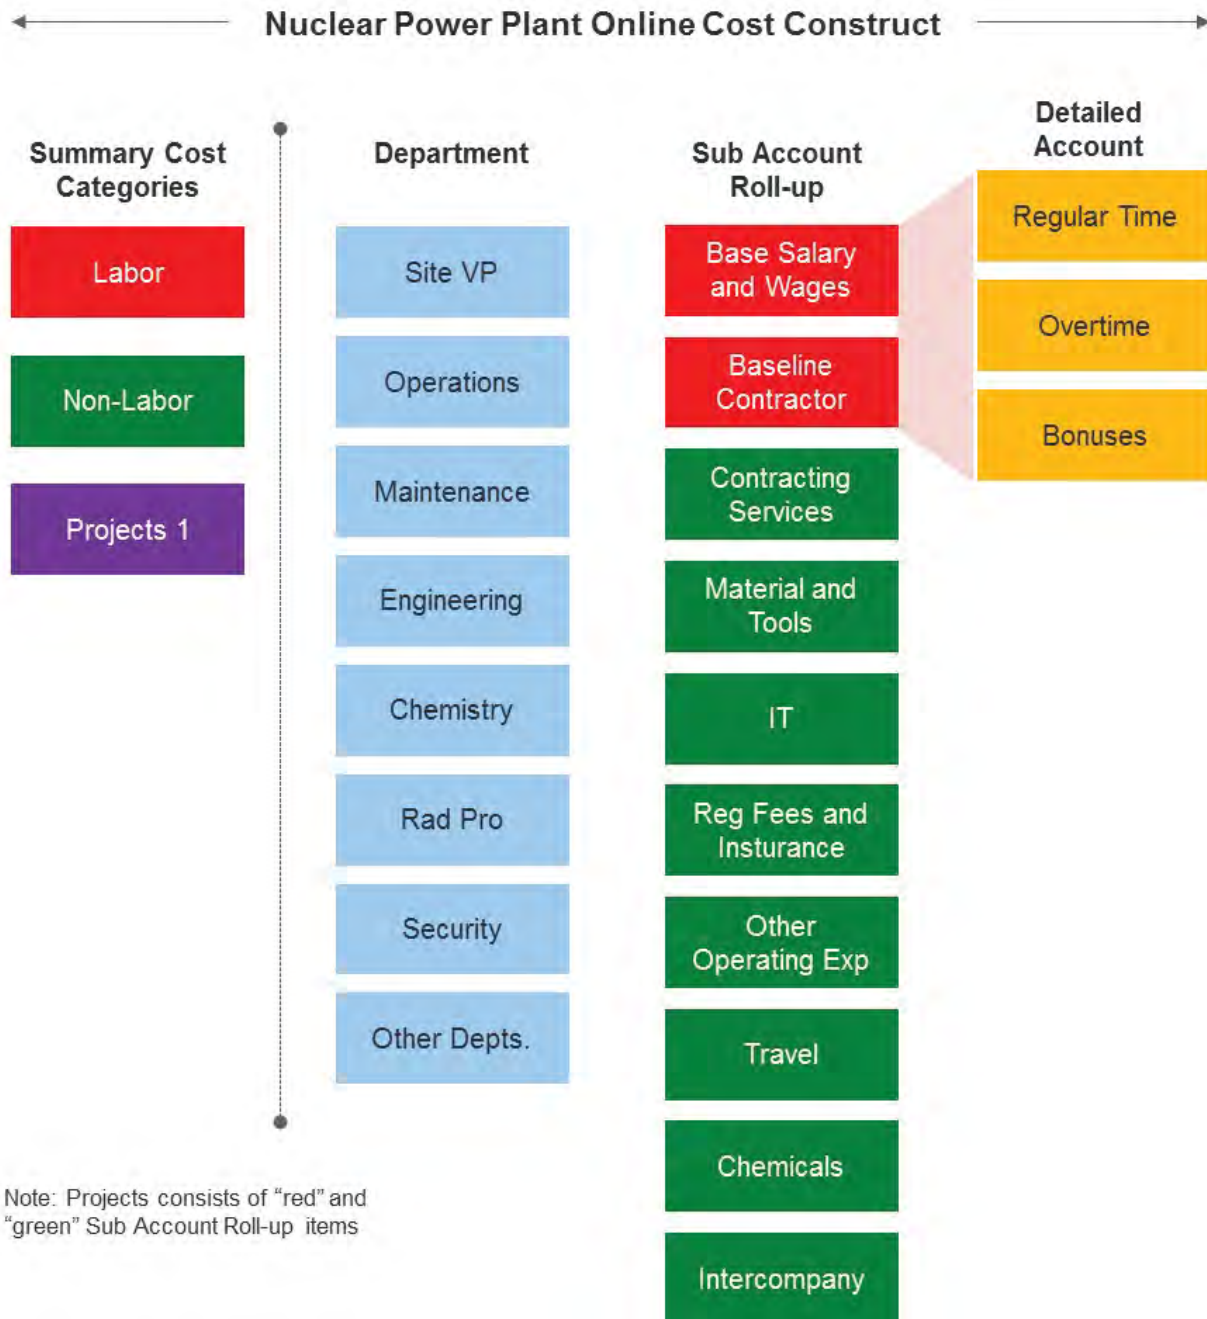 Nuclear Power Plant Online Cost Construct
Summary Cost
Categories
Labor
Non-Labor
Projects 1
Department
Site VP
Operations
Maintenance
Engineering
Chemistry
Rad Pro
Security
Other Depts.
Sub Account
Roll-up
Base Salary
and Wages
Baseline
Contractor
Contracting
Services
Material and
Tools
IT
Reg Fees and
Insturance
Other
Operating Exp
Travel
Chemicals
Intercompany
Detailed
Account
Regular Time
Overtime
Bonuses
Note: Projects consists of “red” and
“green” Sub Account Roll-up items